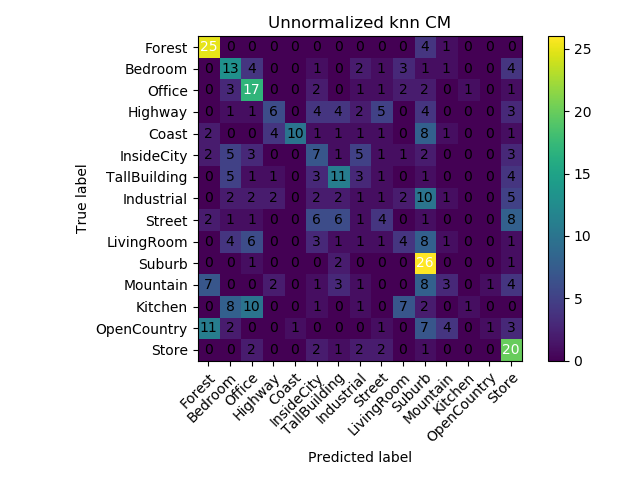 Unnormalized knn CM
Forest 25 0 0 0 0 0 0 0 0 0 4 1 0 0 0
Bedroom 0 13 4 0 0 1 0 2 1 3 1 1 0 0 4
Office 0 3 17 0 0 2 0 1 1 2 2 0 1 0 1
Highway 0 1 1 6 0 4 4 2 5 0 4 0 0 0 3
Coast 2 0 0 4 10 1 1 1 1 0 8 1 0 0 1
InsideCity 2 5 3 0 0 7 1 5 1 1 2 0 0 0 3
TallBuilding 0 5 1 1 0 3 11 3 1 0 1 0 0 0 4
Industrial 0 2 2 2 0 2 2 1 1 2 10 1 0 0 5
Street 2 1 1 0 0 6 6 1 4 0 1 0 0 0 8
LivingRoom 0 4 6 0 0 3 1 1 1 4 8 1 0 0 1
Suburb 0 0 1 0 0 0 2 0 0 0 26 0 0 0 1
Mountain 7 0 0 2 0 1 3 1 0 0 8 3 0 1 4
Kitchen 0 8 10 0 0 1 0 1 0 7 2 0 1 0 0
OpenCountry 11 2 0 0 1 0 0 0 1 0 7 4 0 1 3
Store 0 0 2 0 0 2 1 2 2 0 1 0 0 0 20
Forest
Bedroom
Office
Highway
Coast
InsideCity
TallBuilding
Industrial
Street
LivingRoom
Suburb
Mountain
Kitchen
OpenCountry
Store
Predicted label
True label
25
20
15
10
5
0